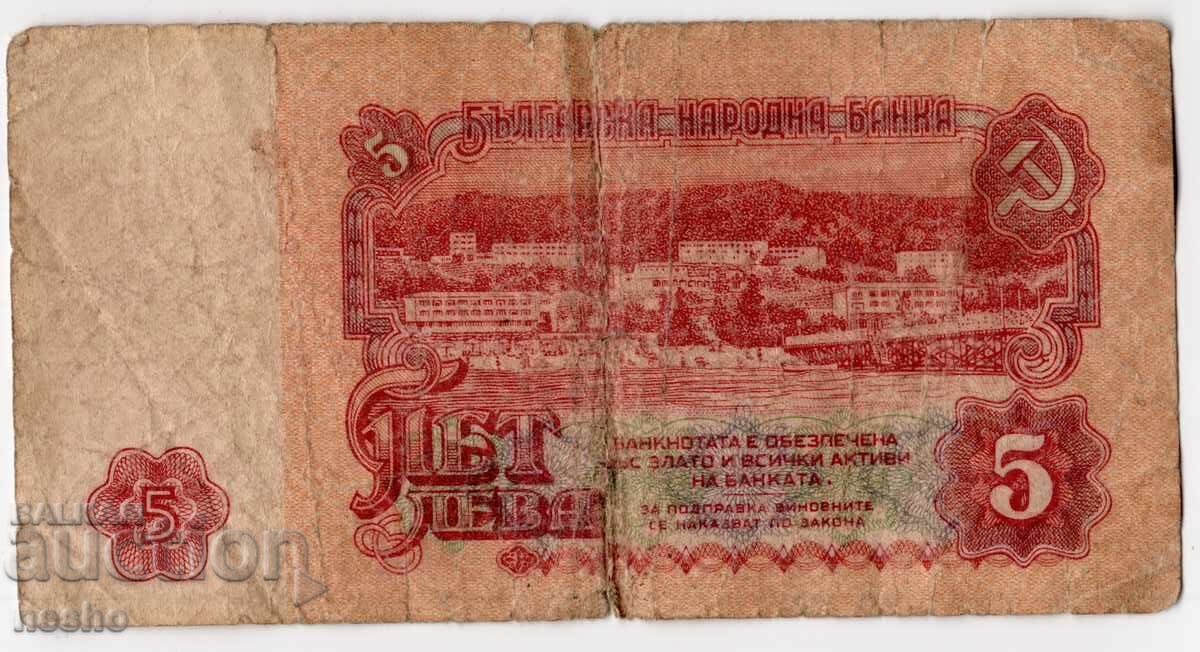 БЪЛГАРСКА НАРОДНА БАНКА
5
ПЕТ
ЛЕВА
БАНКНОТАТА Е ОБЕЗПЕЧЕНА
СЪС ЗЛАТО И ВСИЧКИ АКТИВИ
НА БАНКАТА.
ЗА ПОДПРАВКА ВИНОВНИТЕ
СЕ НАКАЗВАТ ПО ЗАКОНА
5
5
BALKAN
auction
nesho